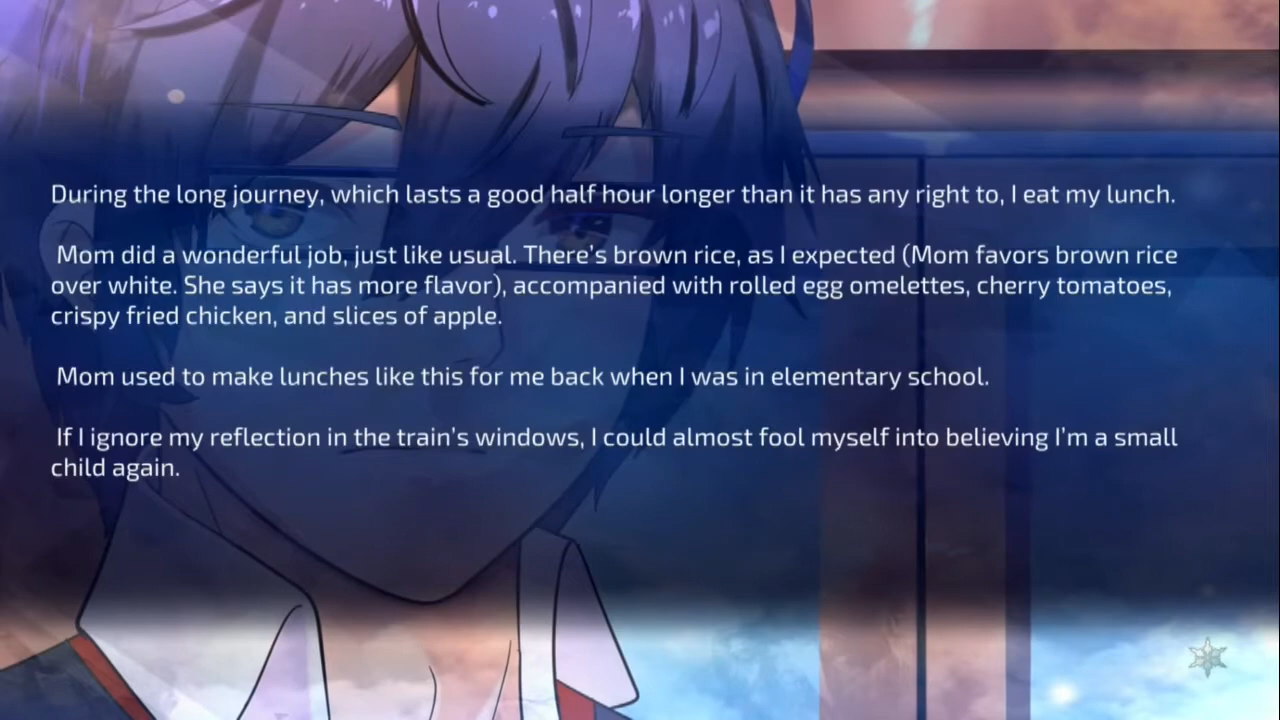 During the long journey, which lasts a good half hour longer than it has any right to, I eat my lunch.
Mom did a wonderful job, just like usual. There's brown rice, as I expected (Mom favors brown rice
over white. She says it has more flavor), accompanied with rolled egg omelettes, cherry tomatoes,
crispy fried chicken, and slices of apple.
Mom used to make lunches like this for me back when I was in elementary school.
If I ignore my reflection in the train's windows, I could almost fool myself into believing I'm a small
child again.